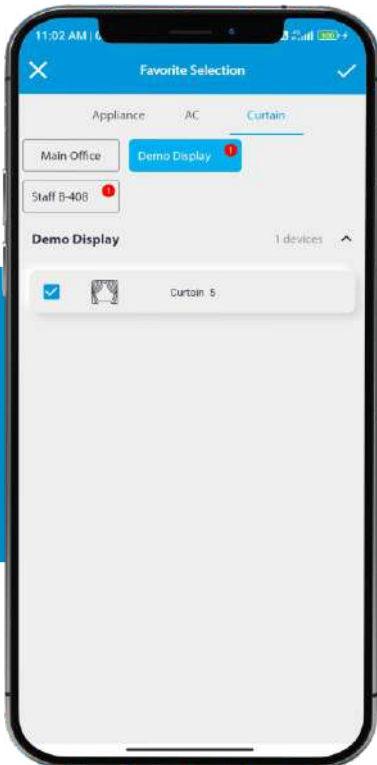 11:02 AM
Favorite Selection
Appliance AC Curtain
Main Office Demo Display 1
Staff B-408 1
Demo Display 1 devices
Curtain 5